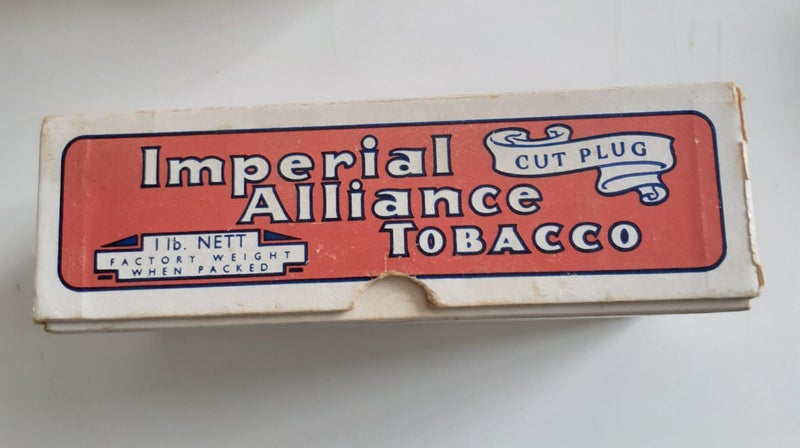 Imperial
Alliance
TOBACCO
CUT PLUG
1 lb. NETT
FACTORY WEIGHT
WHEN PACKED